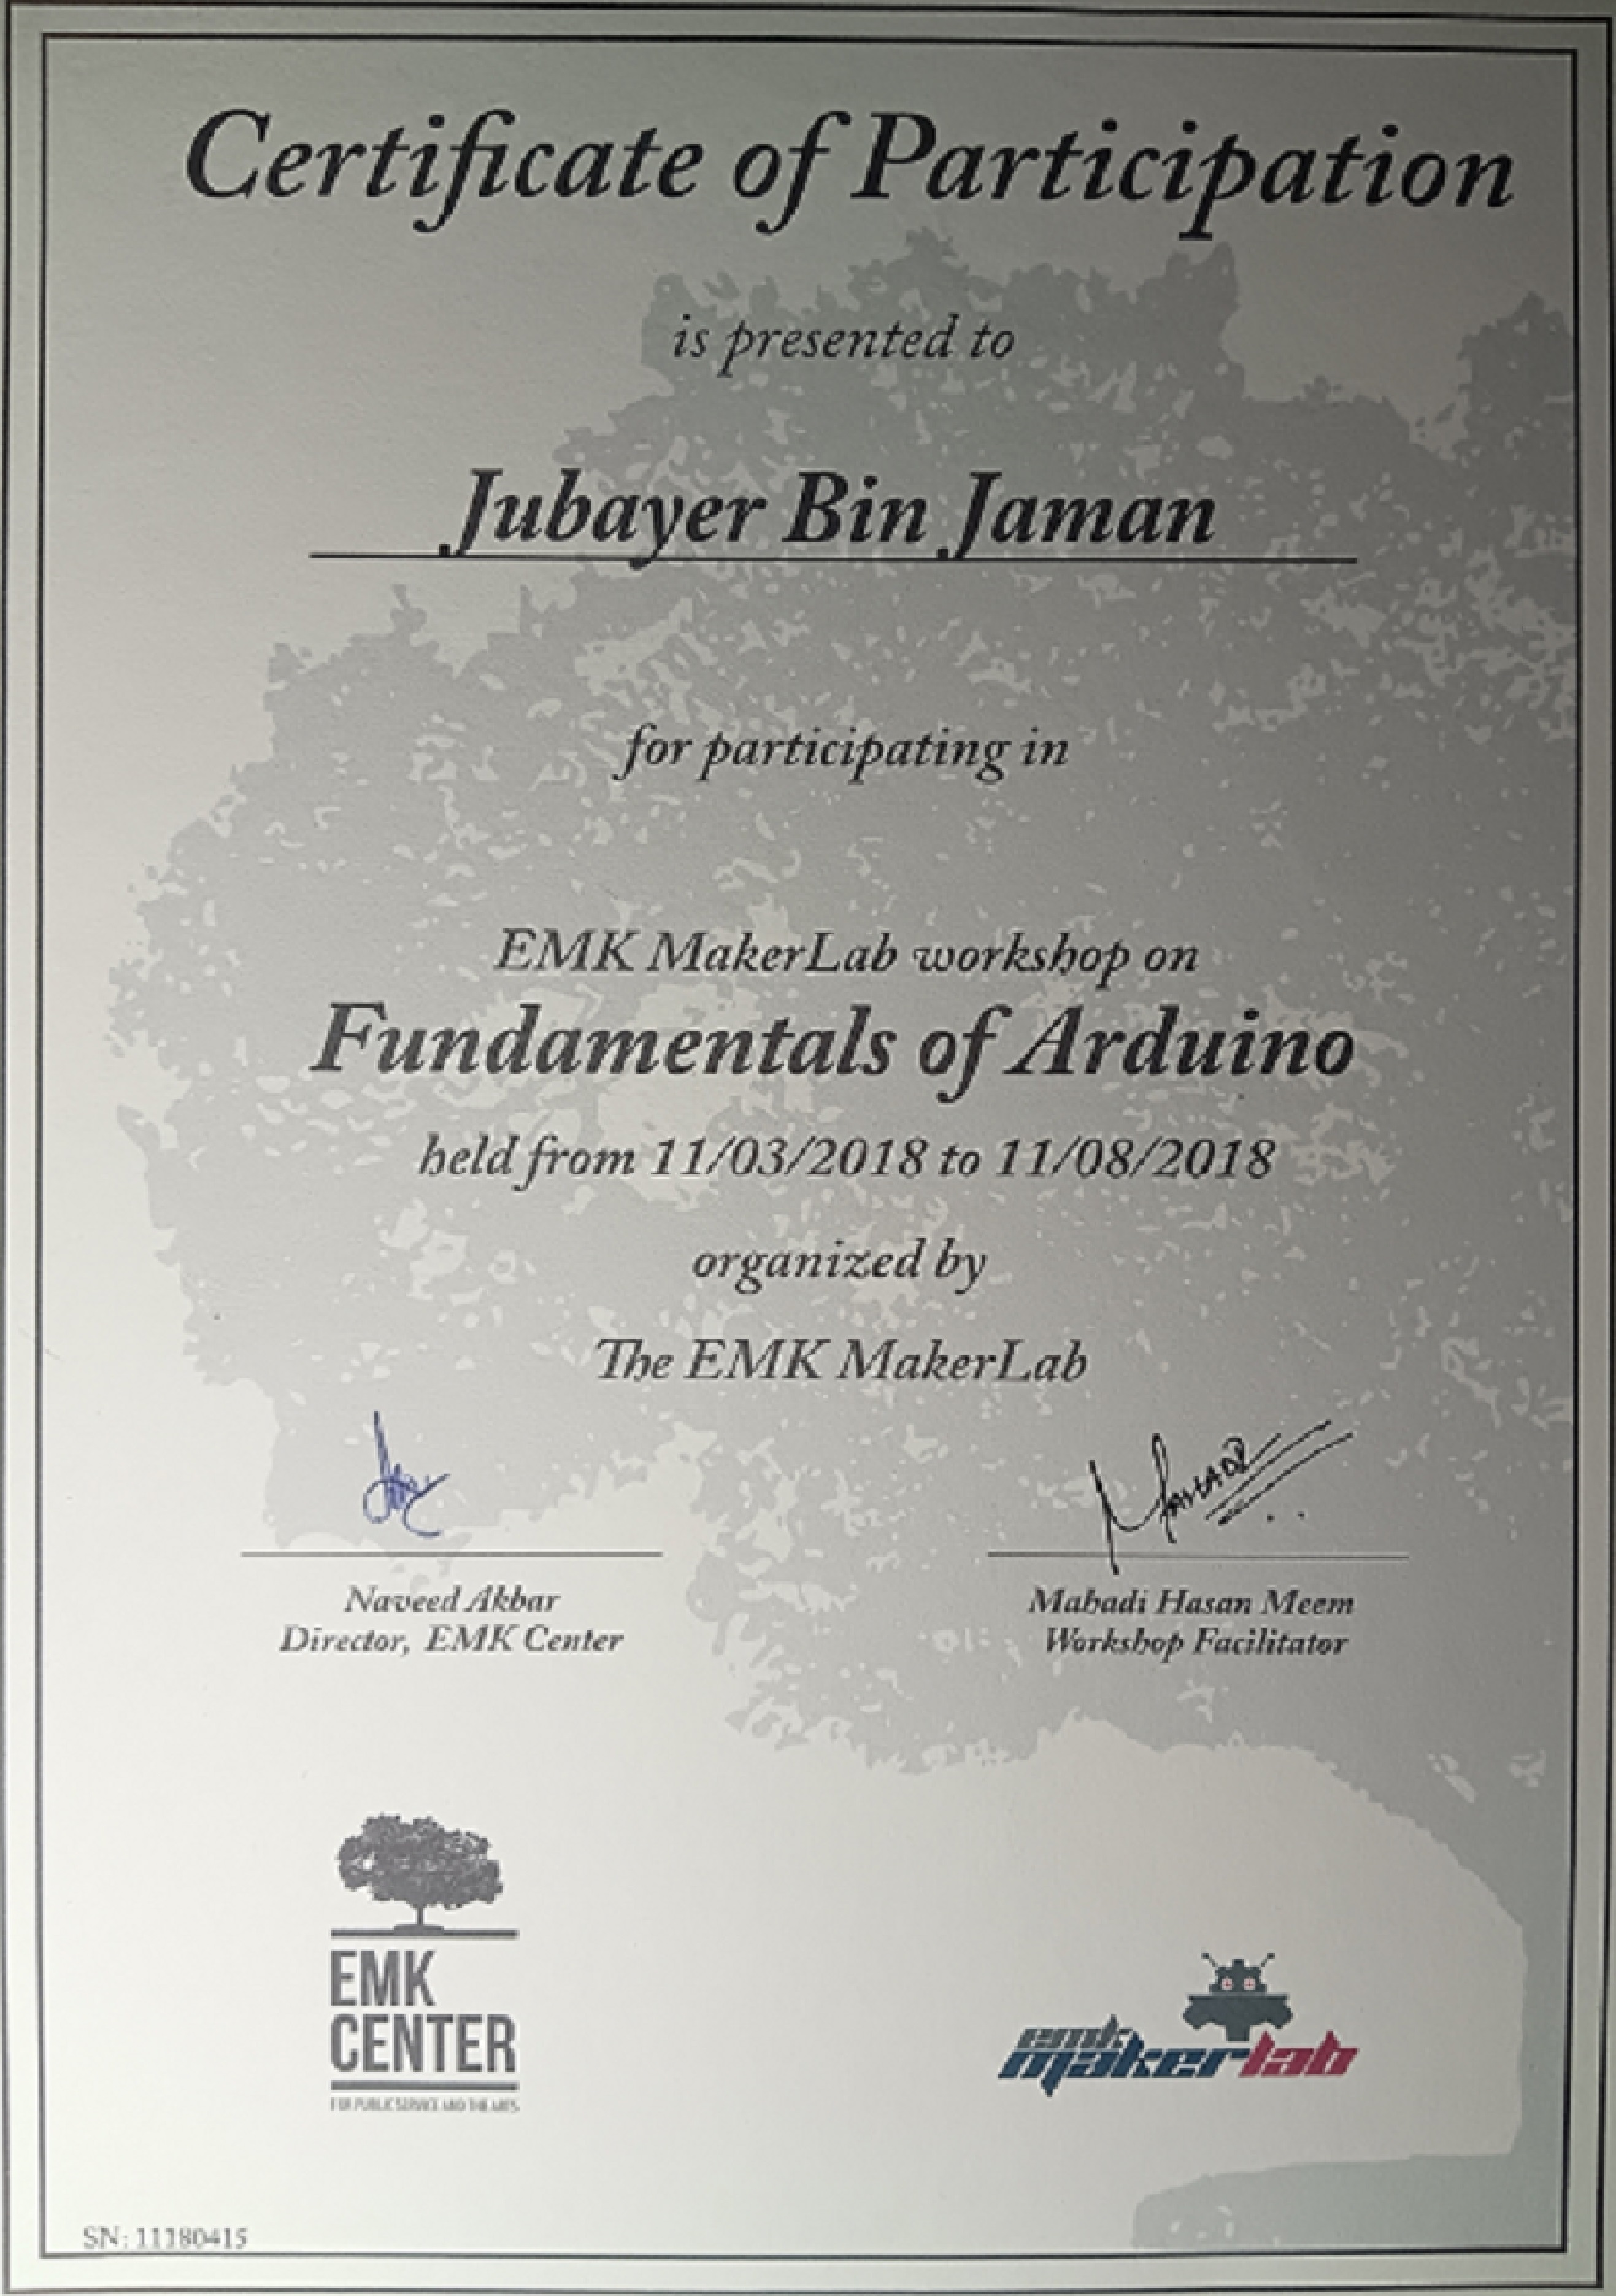 Certificate of Participation
is presented to
Jubayer Bin Jaman
for participating in
EMK MakerLab workshop on
Fundamentals of Arduino
held from 11/03/2018 to 11/08/2018
organized by
The EMK MakerLab
MAHADI
Naveed Akbar
Director, EMK Center
Mahadi Hasan Meem
Workshop Facilitator
EMK
CENTER
FOR PUBLIC SERVICE AND THE ARTS
emk
makerlab
SN: 11180415